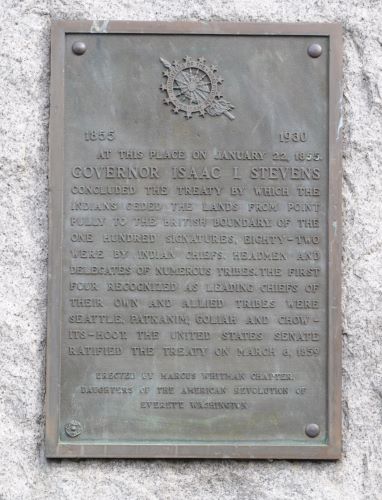 1855 1930
AT THIS PLACE ON JANUARY 22, 1855.
GOVERNOR ISAAC I. STEVENS
CONCLUDED THE TREATY BY WHICH THE
INDIANS CEDED THE LANDS FROM POINT
PULLY TO THE BRITISH BOUNDARY. OF THE
ONE HUNDRED SIGNATURES, EIGHTY-TWO
WERE BY INDIAN CHIEFS, HEADMEN AND
DELEGATES OF NUMEROUS TRIBES. THE FIRST
FOUR RECOGNIZED AS LEADING CHIEFS OF
THEIR OWN AND ALLIED TRIBES WERE
SEATTLE, PATNANIM, GOLIAH AND CHOW-
ITS-HOOT. THE UNITED STATES SENATE
RATIFIED THE TREATY ON MARCH 8, 1859
ERECTED BY MARCUS WHITMAN CHAPTER,
DAUGHTERS OF THE AMERICAN REVOLUTION OF
EVERETT, WASHINGTON